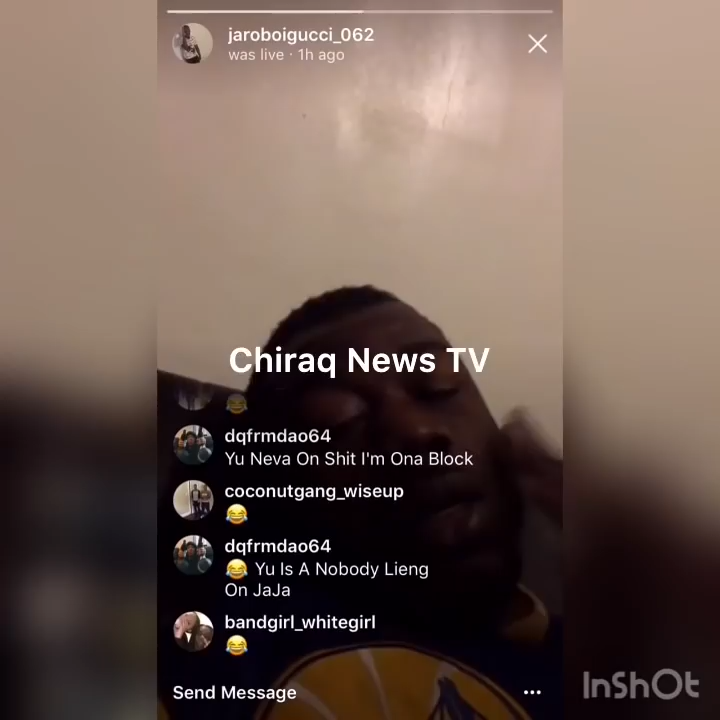 jaroboigucci_062
was live · 1h ago
Chiraq News TV
😂
dqfrmdao64
Yu Neva On Shit I'm Ona Block
coconutgang_wiseup
😂
dqfrmdao64
😂 Yu Is A Nobody Lieng
On JaJa
bandgirl_whitegirl
😂
Send Message
InShOt